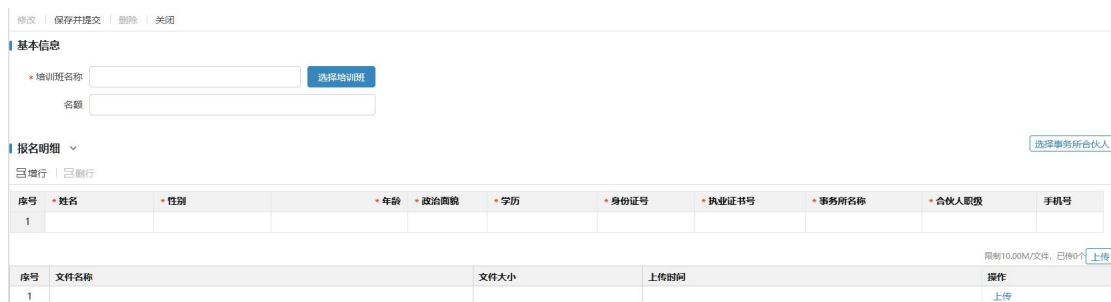 修改 保存并提交 删除 关闭
基本信息
* 培训班名称 选择培训班
名额
报名明细 选择事务所合伙人
增行 删行
序号 * 姓名 * 性别 * 年龄 * 政治面貌 * 学历 * 身份证号 * 执业证书号 * 事务所名称 * 合伙人职级 手机号
1
限制10.00M/文件，已传0个 上传
序号 文件名称 文件大小 上传时间 操作
1 上传